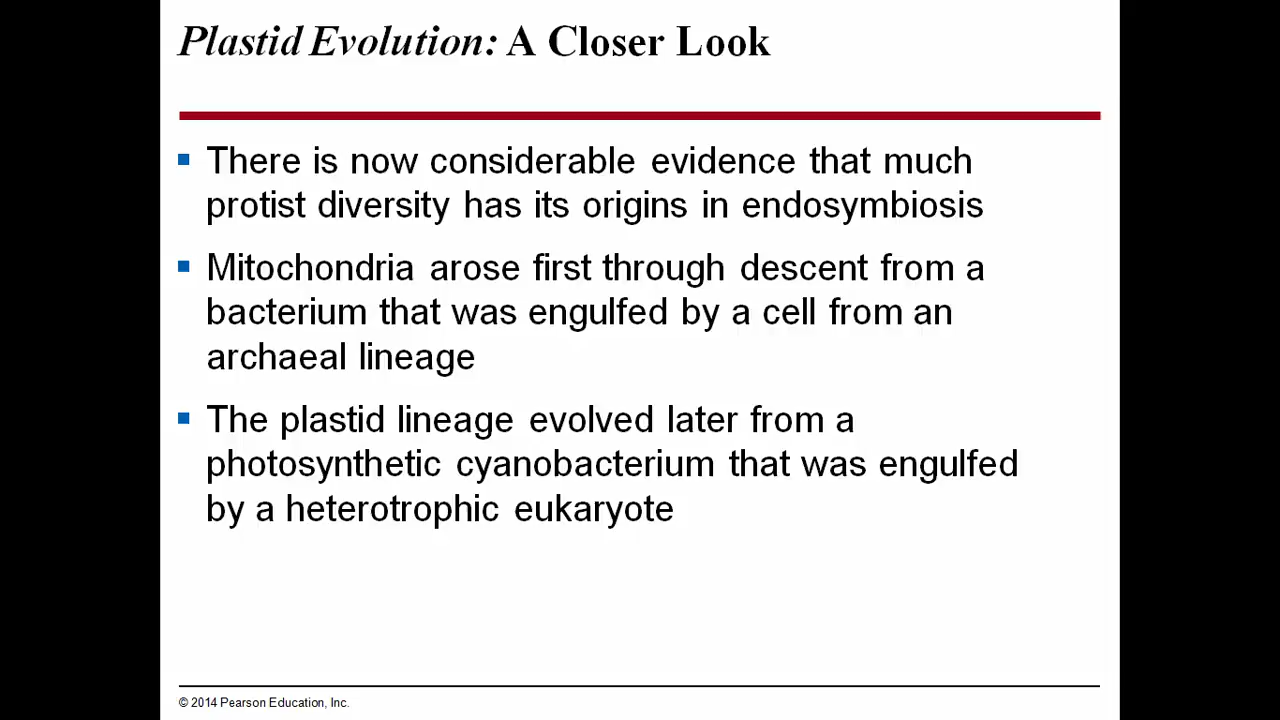 Plastid Evolution: A Closer Look
▪ There is now considerable evidence that much
protist diversity has its origins in endosymbiosis
▪ Mitochondria arose first through descent from a
bacterium that was engulfed by a cell from an
archaeal lineage
▪ The plastid lineage evolved later from a
photosynthetic cyanobacterium that was engulfed
by a heterotrophic eukaryote
© 2014 Pearson Education, Inc.